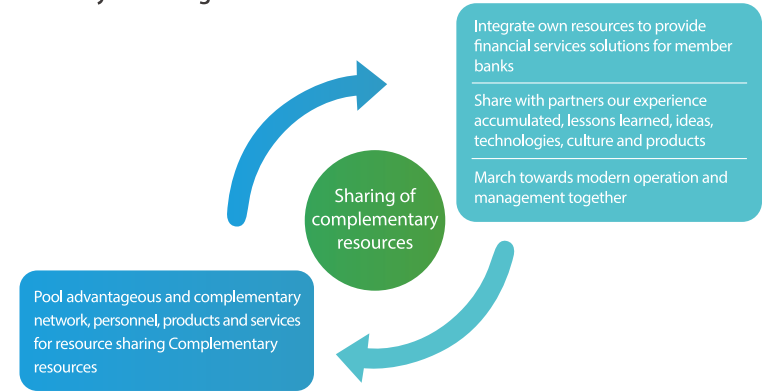 Integrate own resources to provide
financial services solutions for member
banks
Share with partners our experience
accumulated, lessons learned, ideas,
technologies, culture and products
March towards modern operation and
management together
Sharing of
complementary
resources
Pool advantageous and complementary
network, personnel, products and services
for resource sharing Complementary
resources